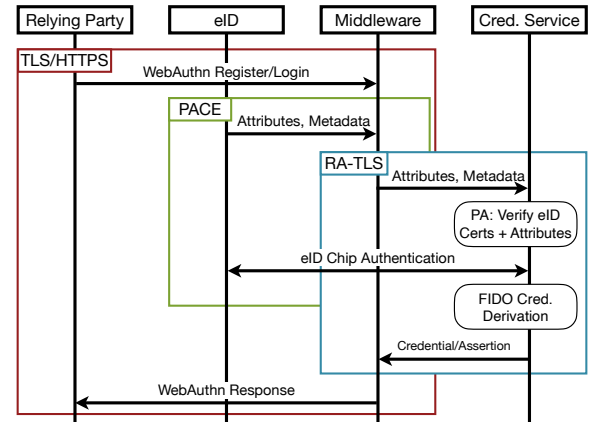 Relying Party
eID
Middleware
Cred. Service
TLS/HTTPS
WebAuthn Register/Login
PACE
Attributes, Metadata
RA-TLS
Attributes, Metadata
PA: Verify eID
Certs + Attributes
eID Chip Authentication
FIDO Cred.
Derivation
Credential/Assertion
WebAuthn Response